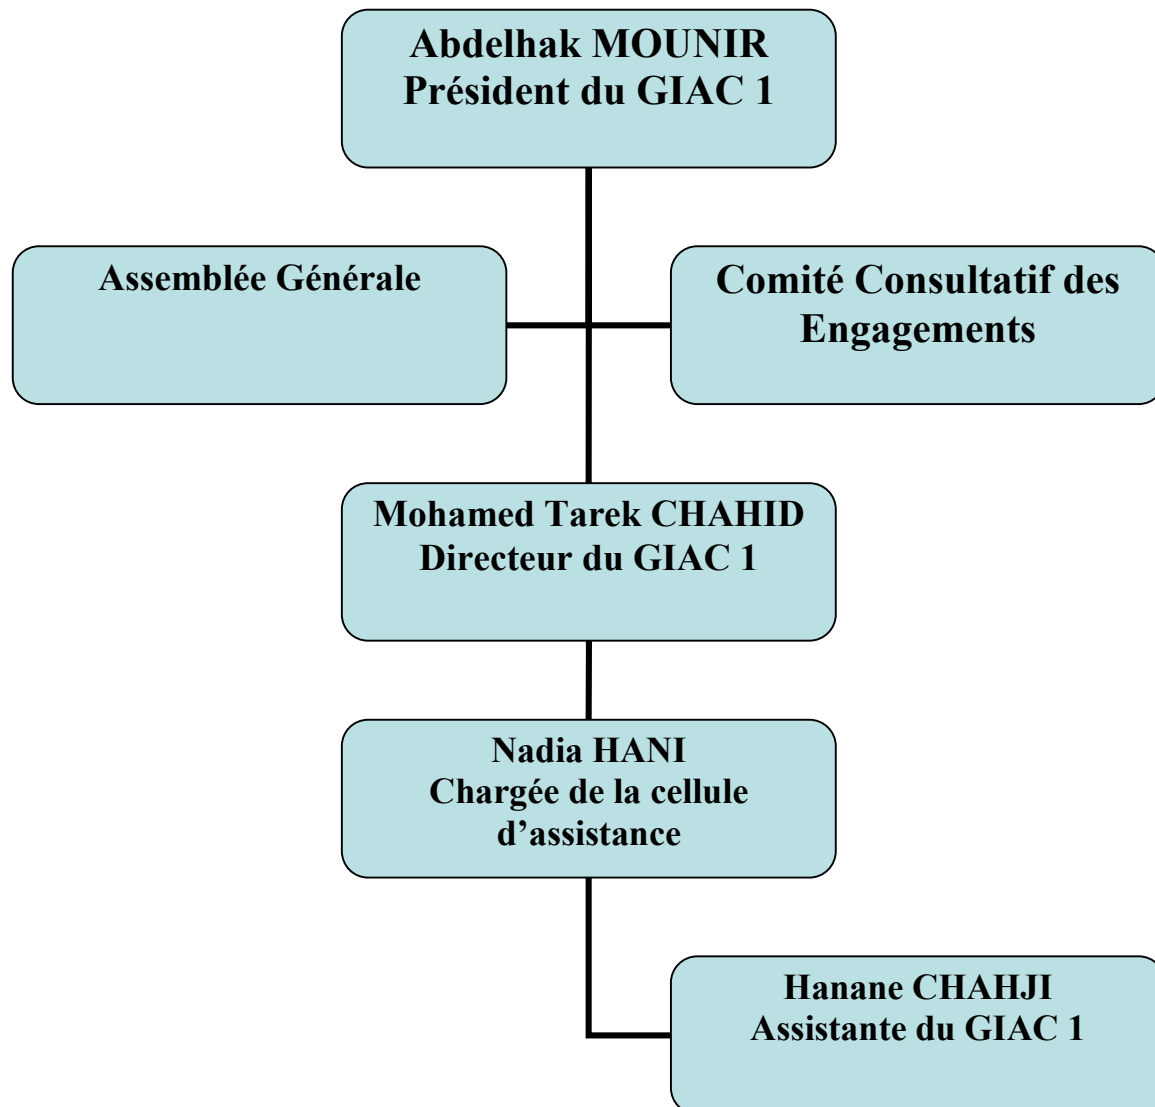 Abdelhak MOUNIR
Président du GIAC 1
Assemblée Générale
Comité Consultatif des
Engagements
Mohamed Tarek CHAHID
Directeur du GIAC 1
Nadia HANI
Chargée de la cellule
d’assistance
Hanane CHAHJI
Assistante du GIAC 1